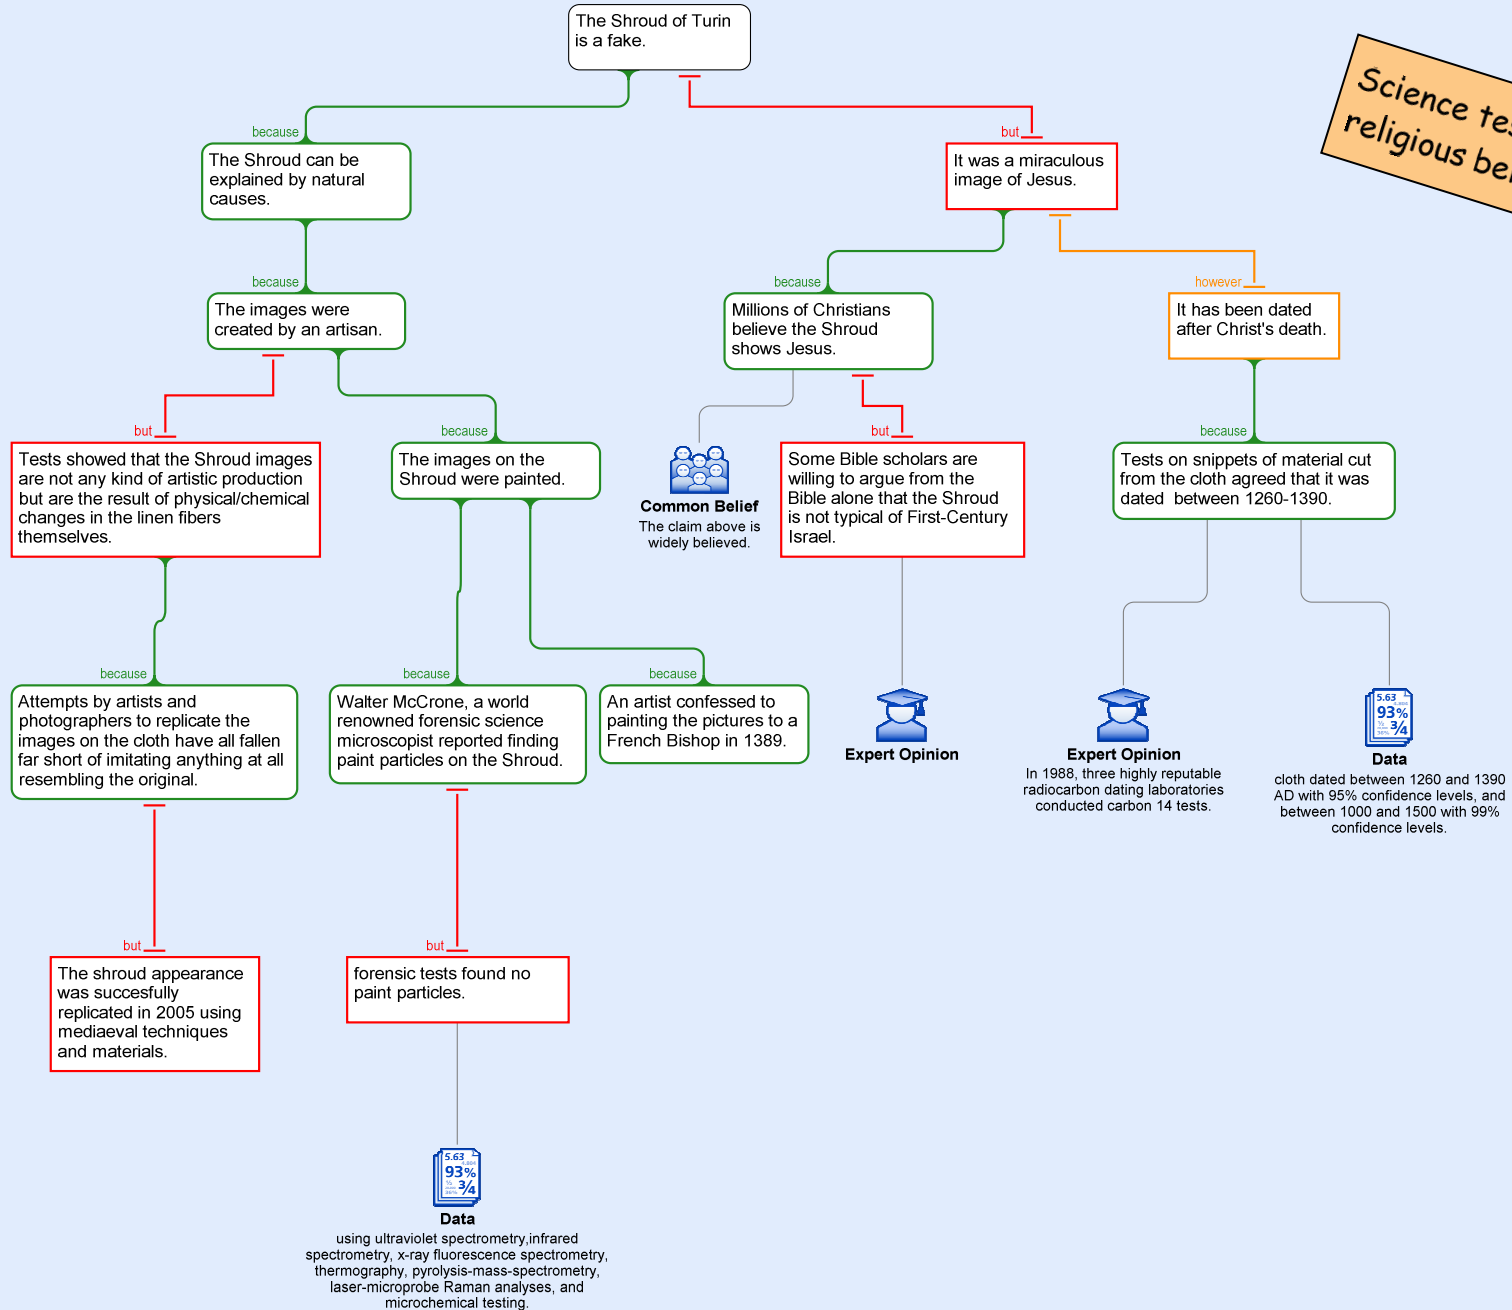 The Shroud of Turin
is a fake.
Science
religious
because
but
The Shroud can be
explained by natural
causes.
It was a miraculous
image of Jesus.
because
because
however
The images were
created by an artisan.
Millions of Christians
believe the Shroud
shows Jesus.
It has been dated
after Christ's death.
but
because
but
because
Tests showed that the Shroud images
are not any kind of artistic production
but are the result of physical/chemical
changes in the linen fibers
themselves.
The images on the
Shroud were painted.
Common Belief
The claim above is
widely believed.
Some Bible scholars are
willing to argue from the
Bible alone that the Shroud
is not typical of First-Century
Israel.
Tests on snippets of material cut
from the cloth agreed that it was
dated  between 1260-1390.
because
because
because
Attempts by artists and
photographers to replicate the
images on the cloth have all fallen
far short of imitating anything at all
resembling the original.
Walter McCrone, a world
renowned forensic science
microscopist reported finding
paint particles on the Shroud.
An artist confessed to
painting the pictures to a
French Bishop in 1389.
Expert Opinion
Expert Opinion
In 1988, three highly reputable
radiocarbon dating laboratories
conducted carbon 14 tests.
5.63
93%
¾
Data
cloth dated between 1260 and 1390
AD with 95% confidence levels, and
between 1000 and 1500 with 99%
confidence levels.
but
but
The shroud appearance
was succesfully
replicated in 2005 using
mediaeval techniques
and materials.
forensic tests found no
paint particles.
5.63
93%
¾
Data
using ultraviolet spectrometry,infrared
spectrometry, x-ray fluorescence spectrometry,
thermography, pyrolysis-mass-spectrometry,
laser-microprobe Raman analyses, and
microchemical testing.